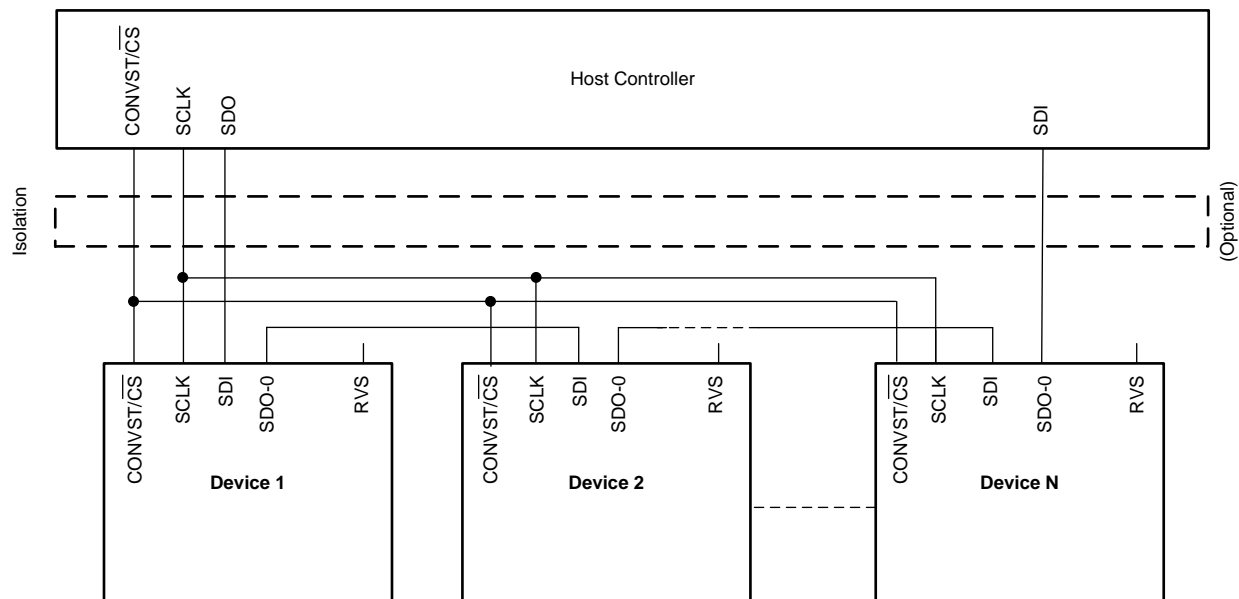 Host Controller
CONVST/CS
SCLK
SDO
SDI
Isolation
(Optional)
CONVST/CS
SCLK
SDI
SDO-0
RVS
Device 1
CONVST/CS
SCLK
SDI
SDO-0
RVS
Device 2
CONVST/CS
SCLK
SDI
SDO-0
RVS
Device N